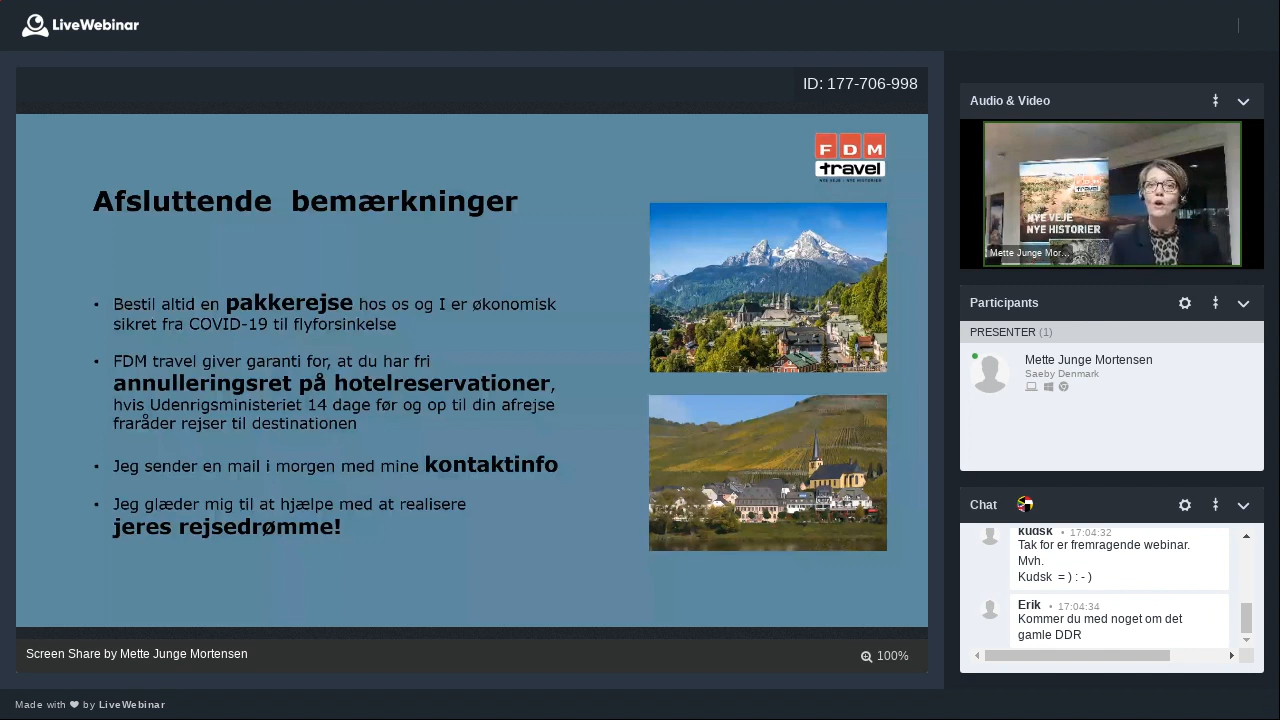 LiveWebinar
ID: 177-706-998
FDM
travel
Afsluttende bemærkninger
• Bestil altid en pakkerejse hos os og I er økonomisk
sikret fra COVID-19 til flyforsinkelse
• FDM travel giver garanti for, at du har fri
annulleringsret på hotelreservationer,
hvis Udenrigsministeriet 14 dage før og op til din afrejse
fraråder rejser til destinationen
• Jeg sender en mail i morgen med mine kontaktinfo
• Jeg glæder mig til at hjælpe med at realisere
jeres rejsedrømme!
Screen Share by Mette Junge Mortensen
100%
Audio & Video
travel
NYE VEJE
NYE HISTORIER
Mette Junge Mor...
Participants
PRESENTER (1)
Mette Junge Mortensen
Saeby Denmark
Chat
kudsk • 17:04:32
Tak for er fremragende webinar.
Mvh.
Kudsk = ) : - )
Erik • 17:04:34
Kommer du med noget om det
gamle DDR
Made with ❤ by LiveWebinar